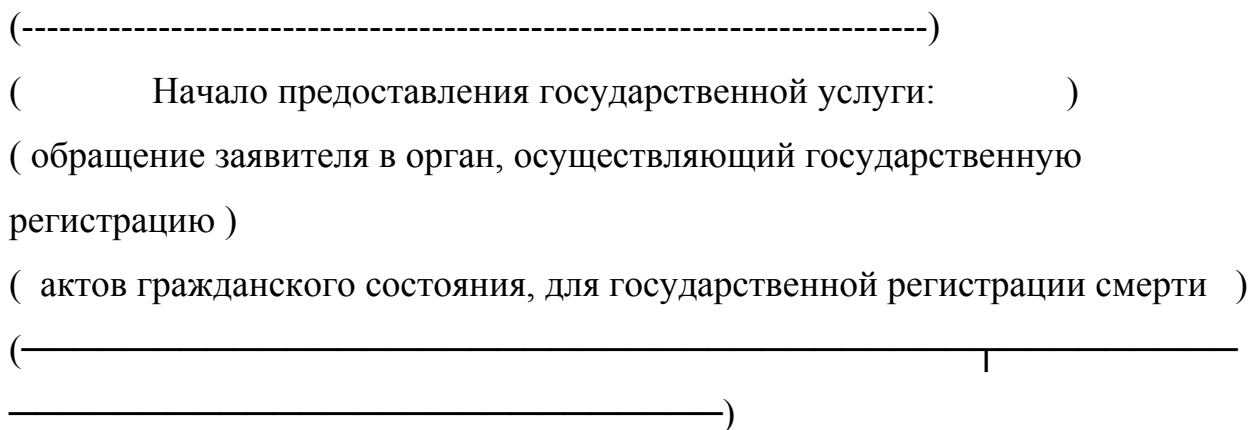 (-------------------------------------------------------------------------)
( Начало предоставления государственной услуги: )
( обращение заявителя в орган, осуществляющий государственную
регистрацию )
( актов гражданского состояния, для государственной регистрации смерти )
(──────────────────────────────────────┬──────────
────────────────────────────)